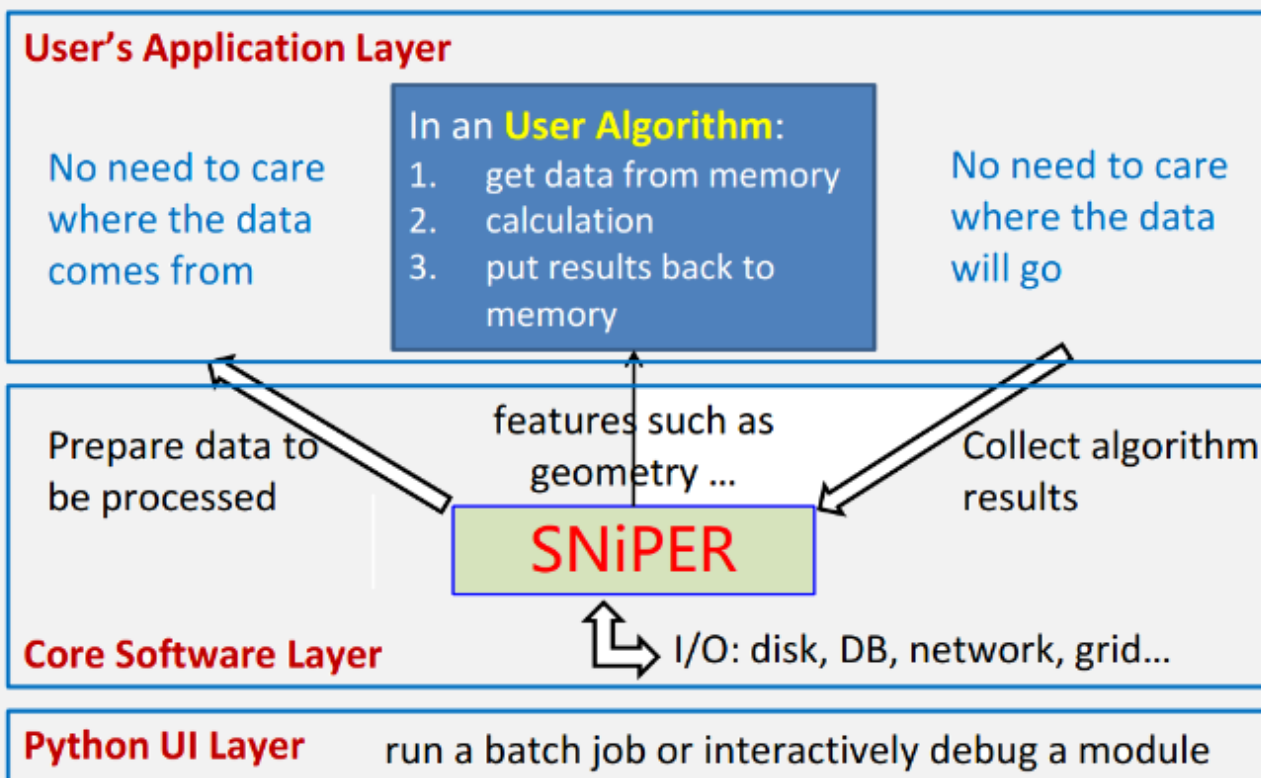 User's Application Layer
No need to care
where the data
comes from
In an User Algorithm:
1. get data from memory
2. calculation
3. put results back to
memory
No need to care
where the data
will go
Prepare data to
be processed
features such as
geometry ...
Collect algorithm
results
SNiPER
Core Software Layer
I/O: disk, DB, network, grid...
Python UI Layer
run a batch job or interactively debug a module